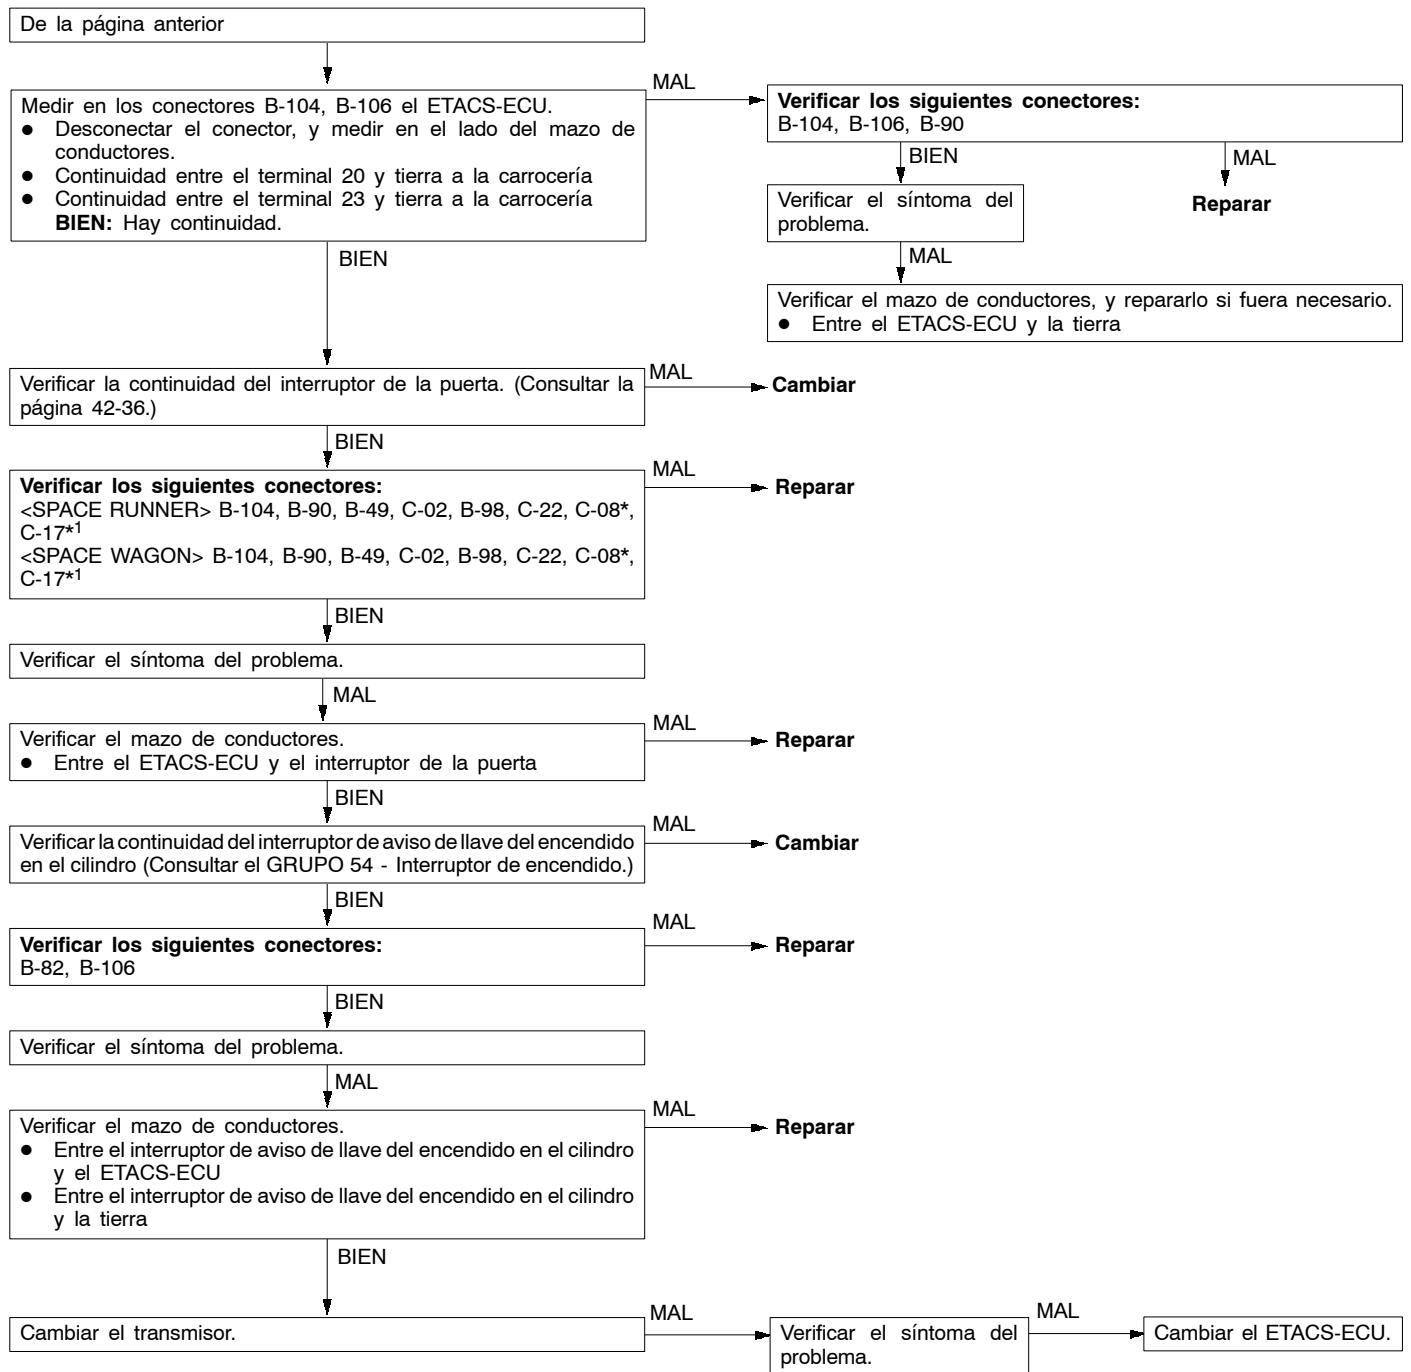 De la página anterior
MAL
Medir en los conectores B-104, B-106 el ETACS-ECU.
● Desconectar el conector, y medir en el lado del mazo de
conductores.
● Continuidad entre el terminal 20 y tierra a la carrocería
● Continuidad entre el terminal 23 y tierra a la carrocería
BIEN: Hay continuidad.
Verificar los siguientes conectores:
B-104, B-106, B-90
BIEN
MAL
Verificar el síntoma del
problema.
Reparar
MAL
Verificar el mazo de conductores, y repararlo si fuera necesario.
● Entre el ETACS-ECU y la tierra
BIEN
Verificar la continuidad del interruptor de la puerta. (Consultar la
página 42-36.)
MAL
Cambiar
BIEN
Verificar los siguientes conectores:
<SPACE RUNNER> B-104, B-90, B-49, C-02, B-98, C-22, C-08*,
C-17*1
<SPACE WAGON> B-104, B-90, B-49, C-02, B-98, C-22, C-08*,
C-17*1
MAL
Reparar
BIEN
Verificar el síntoma del problema.
MAL
Verificar el mazo de conductores.
● Entre el ETACS-ECU y el interruptor de la puerta
MAL
Reparar
BIEN
Verificar la continuidad del interruptor de aviso de llave del encendido
en el cilindro (Consultar el GRUPO 54 - Interruptor de encendido.)
MAL
Cambiar
BIEN
Verificar los siguientes conectores:
B-82, B-106
MAL
Reparar
BIEN
Verificar el síntoma del problema.
MAL
Verificar el mazo de conductores.
● Entre el interruptor de aviso de llave del encendido en el cilindro
y el ETACS-ECU
● Entre el interruptor de aviso de llave del encendido en el cilindro
y la tierra
MAL
Reparar
BIEN
Cambiar el transmisor.
MAL
Verificar el síntoma del
problema.
MAL
Cambiar el ETACS-ECU.